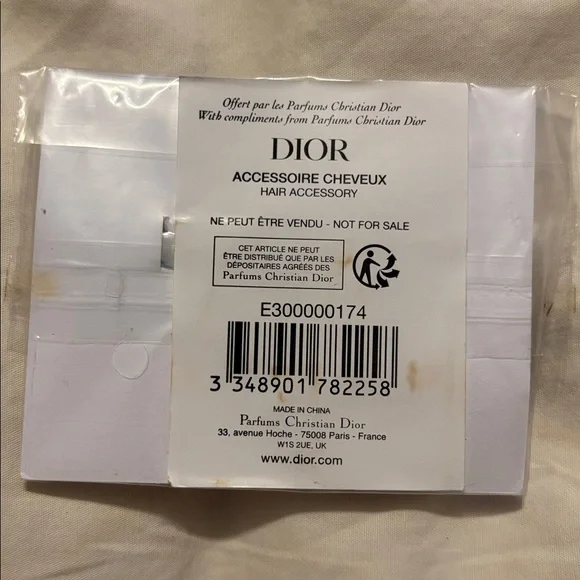 Offert par les Parfums Christian Dior
With compliments from Parfums Christian Dior
DIOR
ACCESSOIRE CHEVEUX
HAIR ACCESSORY
NE PEUT ÊTRE VENDU - NOT FOR SALE
CET ARTICLE NE PEUT
ÊTRE DISTRIBUÉ QUE PAR LES
DÉPOSITAIRES AGRÉÉS DES
Parfums Christian Dior
E300000174
3 348901 782258
MADE IN CHINA
Parfums Christian Dior
33, avenue Hoche - 75008 Paris - France
W1S 2UE, UK
www.dior.com